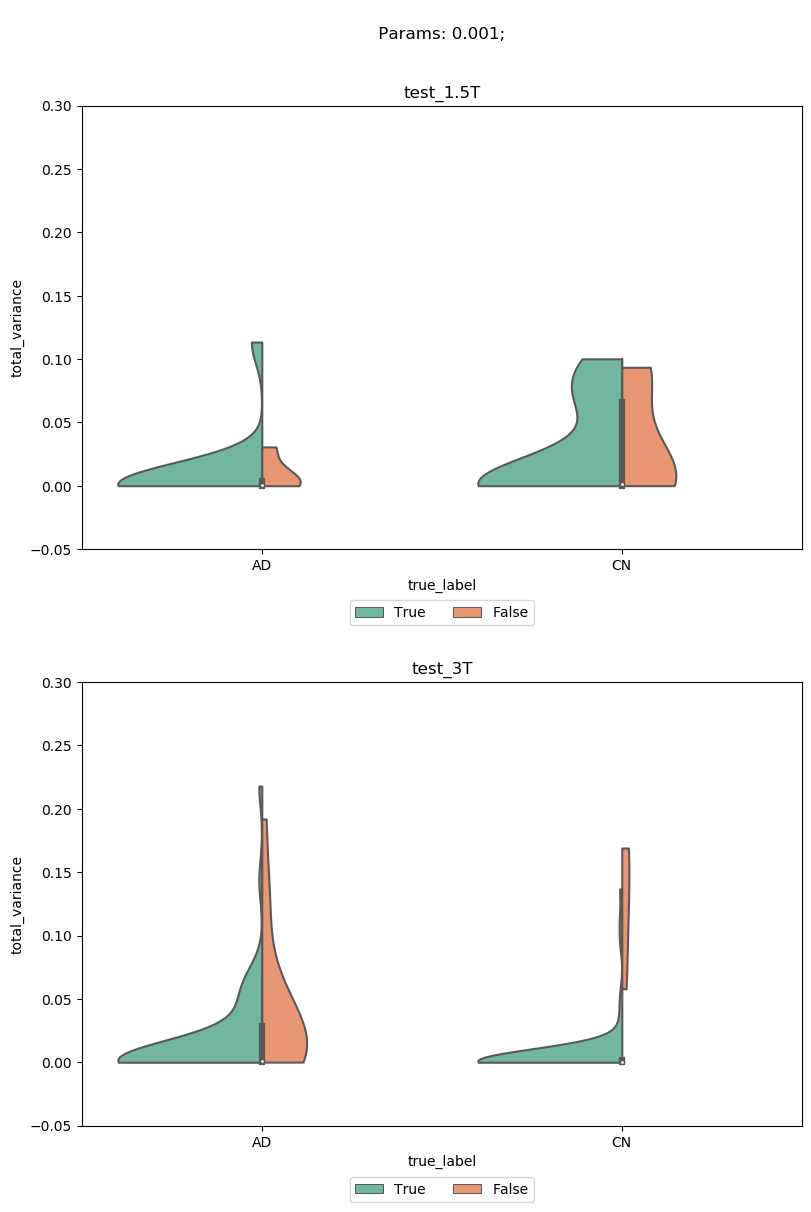 Params: 0.001;
test_1.5T
0.30
0.25
0.20
0.15
0.10
0.05
0.00
−0.05
total_variance
AD CN
true_label
True False
test_3T
0.30
0.25
0.20
0.15
0.10
0.05
0.00
−0.05
total_variance
AD CN
true_label
True False